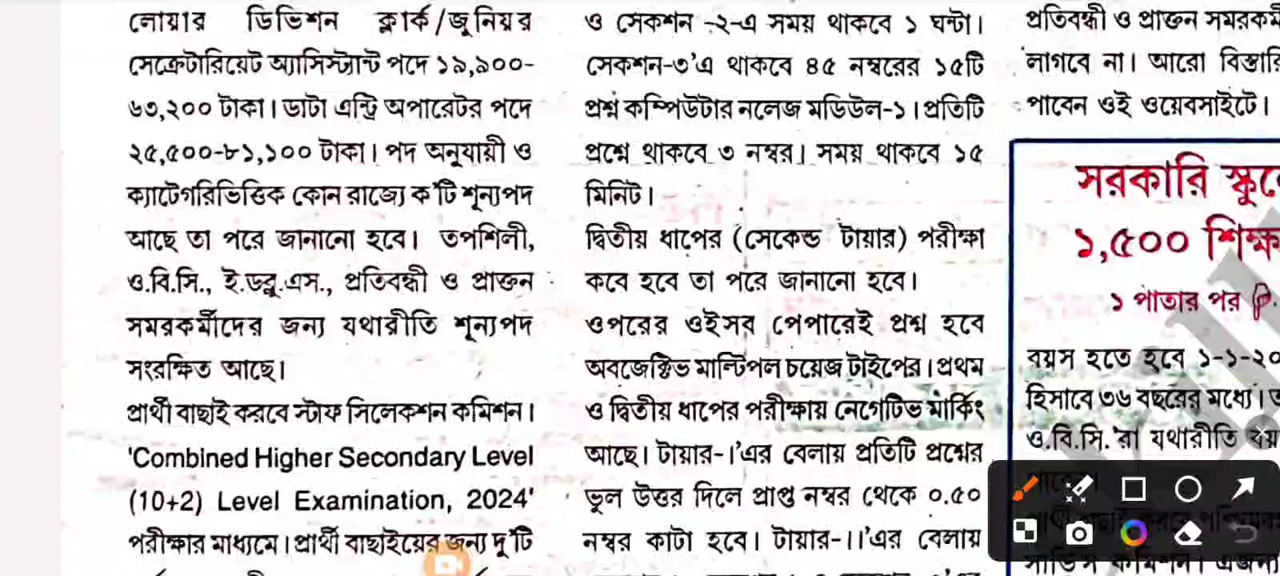 লোয়ার ডিভিশন ক্লার্ক/জুনিয়র
সেক্রেটারিয়েট অ্যাসিস্ট্যান্ট পদে ১৯,৯০০-
৬৩,২০০ টাকা। ডাটা এন্ট্রি অপারেটর পদে
২৫,৫০০-৮১,১০০ টাকা। পদ অনুযায়ী ও
ক্যাটেগরিভিত্তিক কোন রাজ্যে ক'টি শূন্যপদ
আছে তা পরে জানানো হবে। তপশিলী,
ও.বি.সি., ই.ডব্লু.এস., প্রতিবন্ধী ও প্রাক্তন
সমরকর্মীদের জন্য যথারীতি শূন্যপদ
সংরক্ষিত আছে।
প্রার্থী বাছাই করবে স্টাফ সিলেকশন কমিশন।
'Combined Higher Secondary Level
(10+2) Level Examination, 2024'
পরীক্ষার মাধ্যমে। প্রার্থী বাছাইয়ের জন্য দু'টি
ও সেকশন -২-এ সময় থাকবে ১ ঘন্টা।
সেকশন-৩'এ থাকবে ৪৫ নম্বরের ১৫টি
প্রশ্ন কম্পিউটার নলেজ মডিউল-১। প্রতিটি
প্রশ্নে থাকবে ৩ নম্বর। সময় থাকবে ১৫
মিনিট।
দ্বিতীয় ধাপের (সেকেন্ড টায়ার) পরীক্ষা
কবে হবে তা পরে জানানো হবে।
ওপরের ওইসব পেপারেই প্রশ্ন হবে
অবজেক্টিভ মাল্টিপল চয়েজ টাইপের। প্রথম
ও দ্বিতীয় ধাপের পরীক্ষায় নেগেটিভ মার্কিং
আছে। টায়ার-।'এর বেলায় প্রতিটি প্রশ্নের
ভুল উত্তর দিলে প্রাপ্ত নম্বর থেকে ০.৫০
নম্বর কাটা হবে। টায়ার-।।'এর বেলায়
প্রতিবন্ধী ও প্রাক্তন
লাগবে না। আরো
পাবেন ওই ওয়েবসাইটে।
সরকারি
১,৫০০
১ পাতার পর
বয়স হতে হবে ১-১-২০
হিসাবে ৩৬ বছরের মধ্যে।
ও.বি.সি.'রা যথারীতি